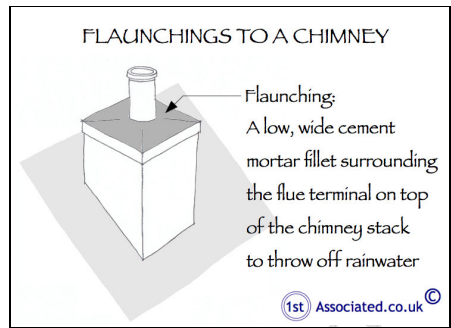 FLAUNCHINGS TO A CHIMNEY
Flaunching:
A low, wide cement
mortar fillet surrounding
the flue terminal on top
of the chimney stack
to throw off rainwater
1st Associated.co.uk ©